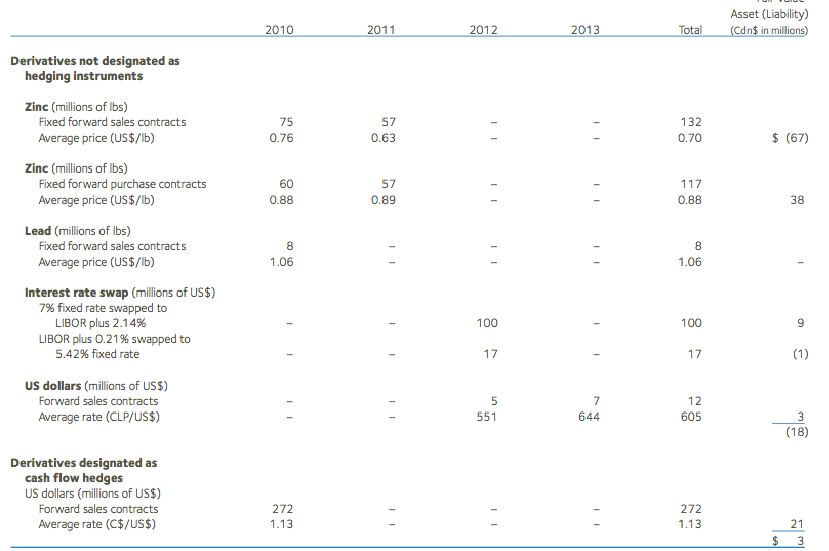 Asset (Liability)
2010 2011 2012 2013 Total (Cdn$ in millions)
Derivatives not designated as
hedging instruments
Zinc (millions of lbs)
Fixed forward sales contracts 75 57 – – 132
Average price (US$/lb) 0.76 0.63 – – 0.70 $ (67)
Zinc (millions of lbs)
Fixed forward purchase contracts 60 57 – – 117
Average price (US$/lb) 0.88 0.89 – – 0.88 38
Lead (millions of lbs)
Fixed forward sales contracts 8 – – – 8
Average price (US$/lb) 1.06 – – – 1.06 –
Interest rate swap (millions of US$)
7% fixed rate swapped to
LIBOR plus 2.14% – – 100 – 100 9
LIBOR plus 0.21% swapped to
5.42% fixed rate – – 17 – 17 (1)
US dollars (millions of US$)
Forward sales contracts – – 5 7 12
Average rate (CLP/US$) – – 551 644 605 3
(18)
Derivatives designated as
cash flow hedges
US dollars (millions of US$)
Forward sales contracts 272 – – – 272
Average rate (C$/US$) 1.13 – – – 1.13 21
$ 3